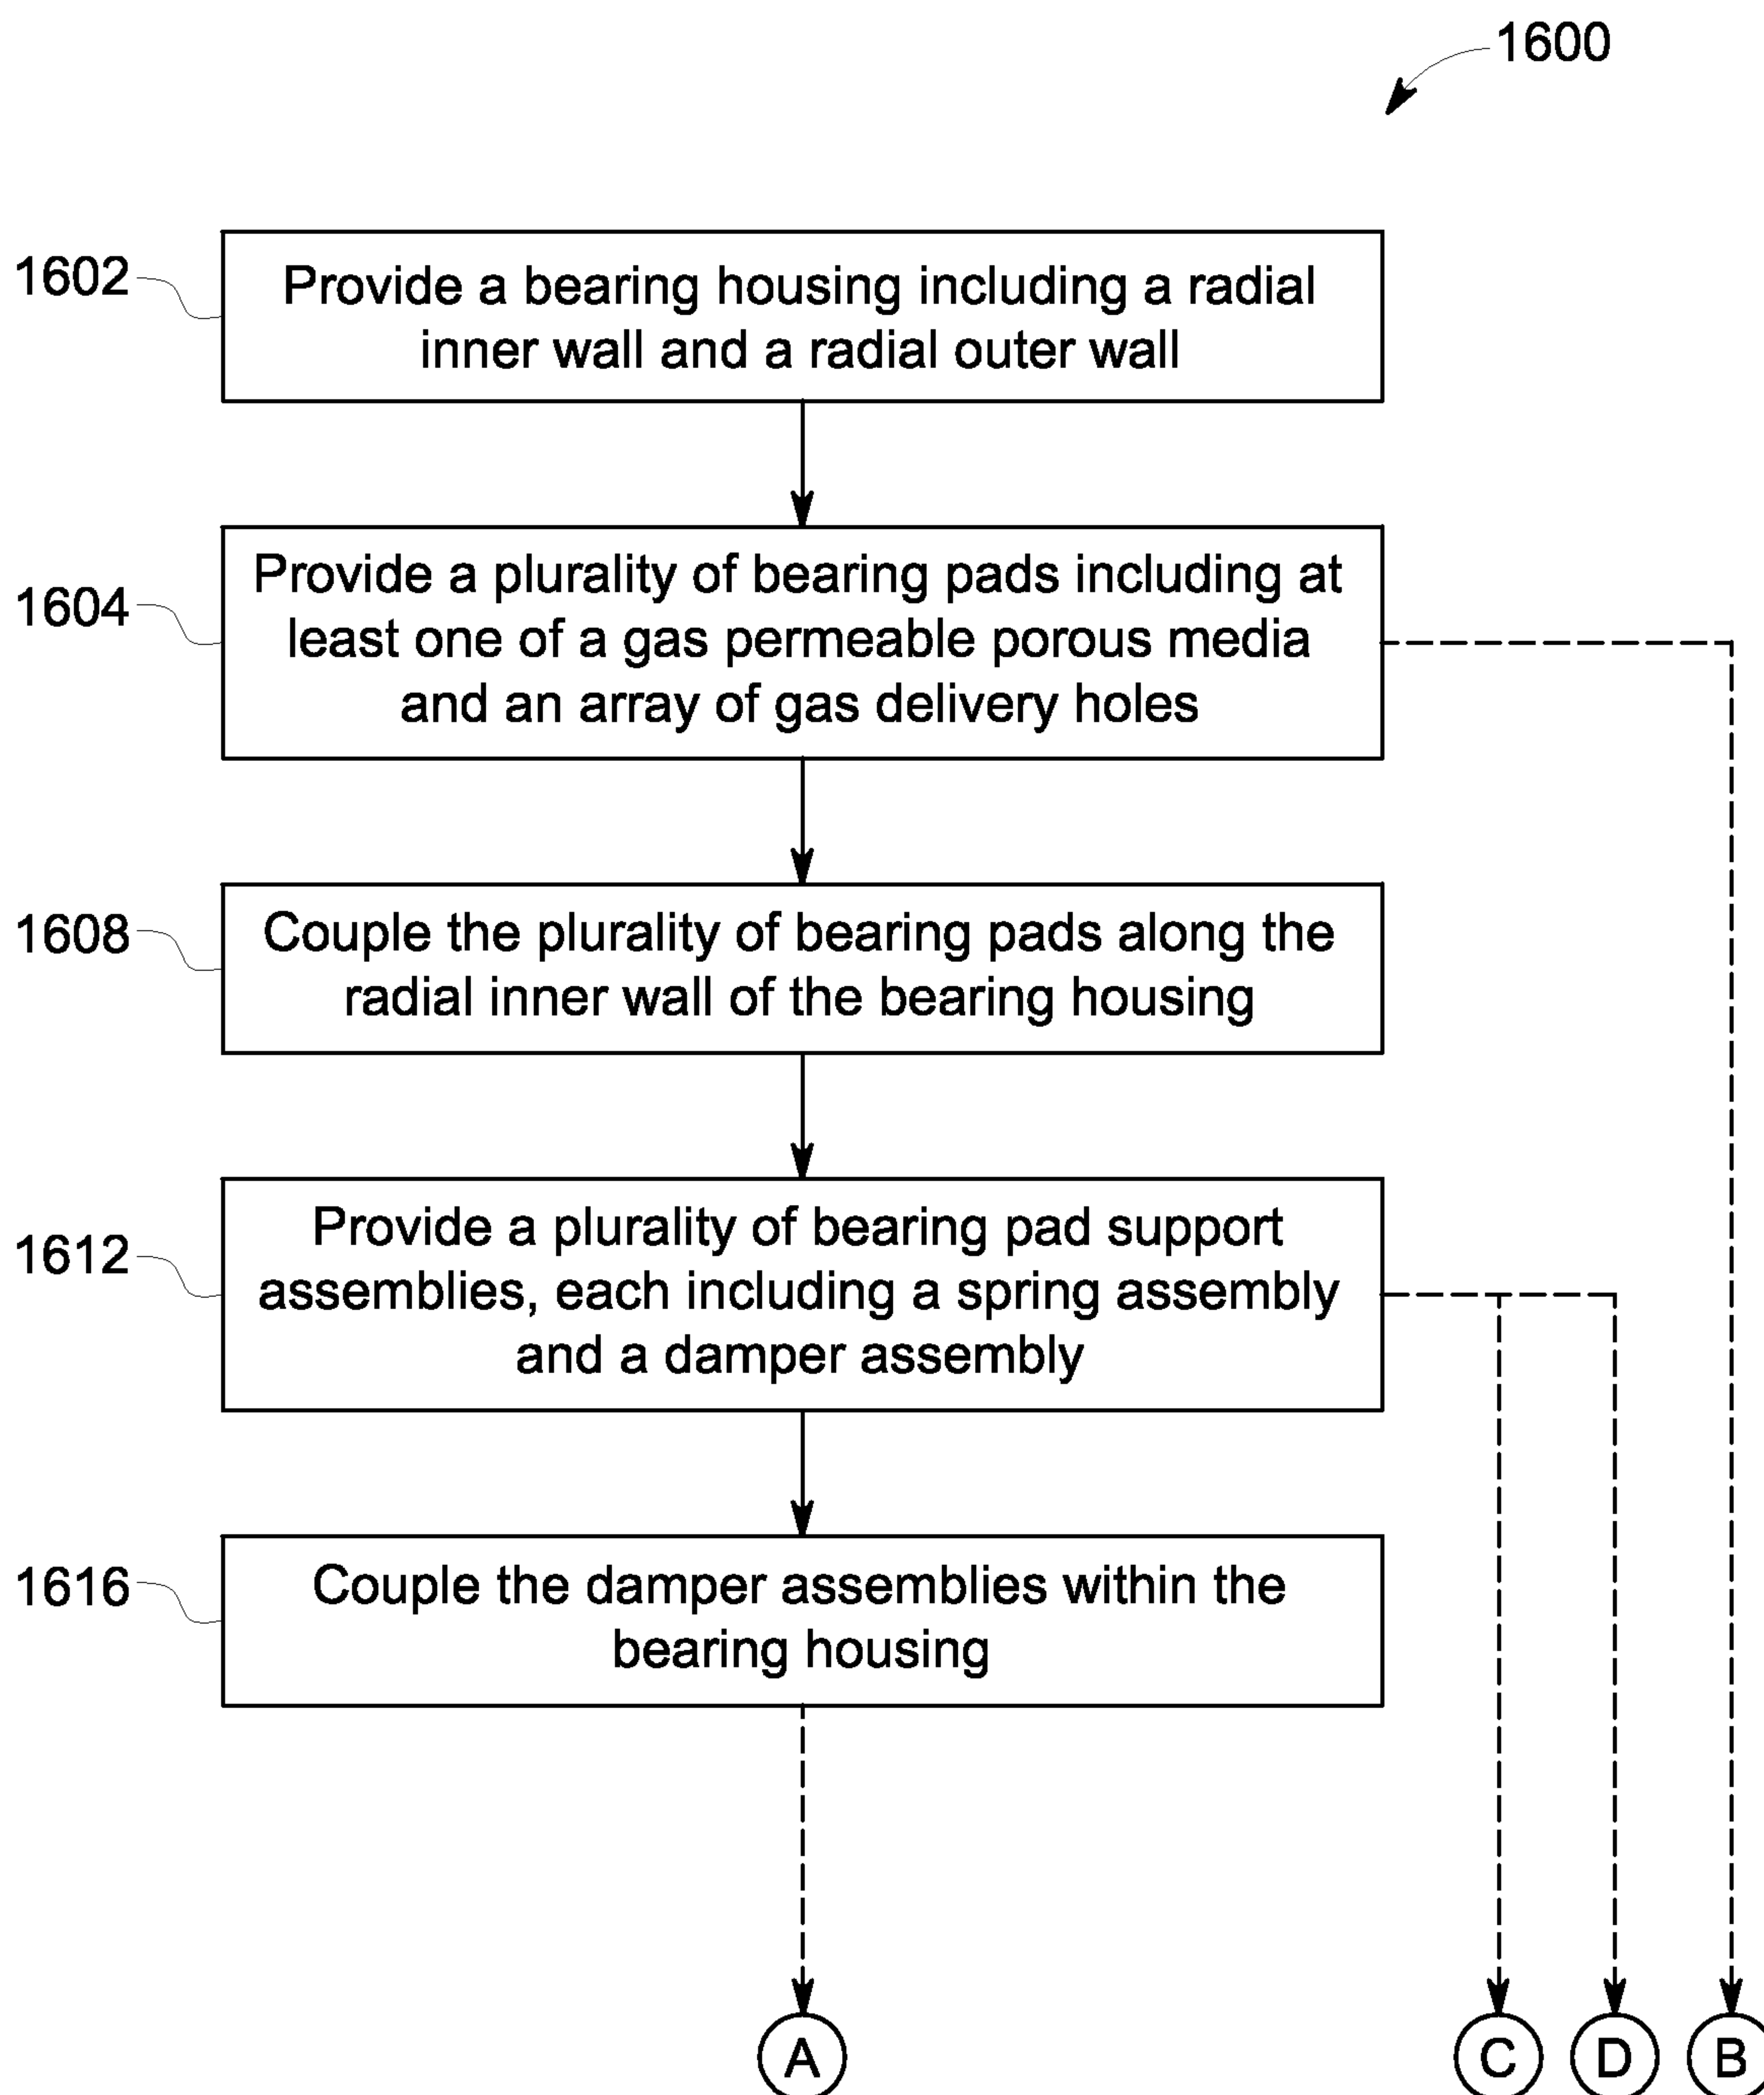 1600
1602
Provide a bearing housing including a radial
inner wall and a radial outer wall
1604
Provide a plurality of bearing pads including at
least one of a gas permeable porous media
and an array of gas delivery holes
1608
Couple the plurality of bearing pads along the
radial inner wall of the bearing housing
1612
Provide a plurality of bearing pad support
assemblies, each including a spring assembly
and a damper assembly
1616
Couple the damper assemblies within the
bearing housing
A
C
D
B